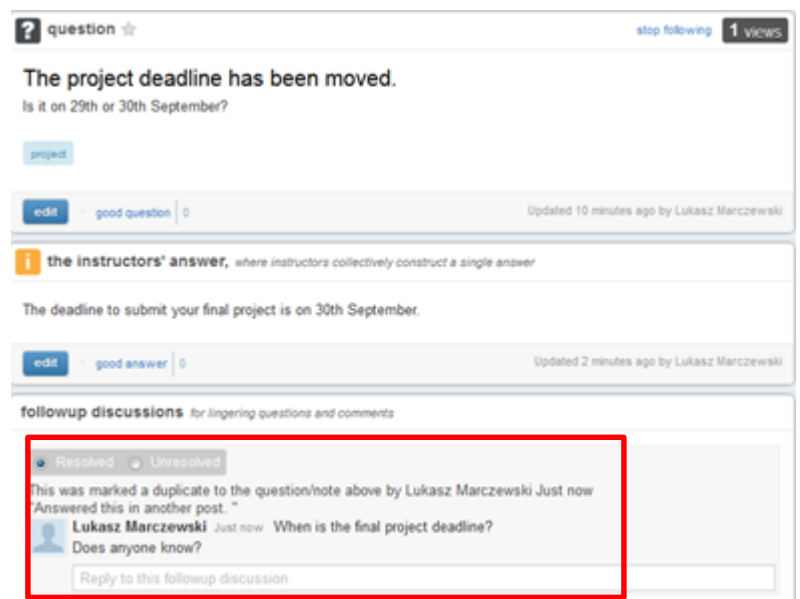 ? question
stop following 1 views
The project deadline has been moved.
Is it on 29th or 30th September?
project
edit · good question 0
Updated 10 minutes ago by Lukasz Marczewski
i the instructors' answer, where instructors collectively construct a single answer
The deadline to submit your final project is on 30th September.
edit · good answer 0
Updated 2 minutes ago by Lukasz Marczewski
followup discussions for lingering questions and comments
Resolved Unresolved
This was marked a duplicate to the question/note above by Lukasz Marczewski Just now
"Answered this in another post. "
Lukasz Marczewski Just now When is the final project deadline?
Does anyone know?
Reply to this followup discussion